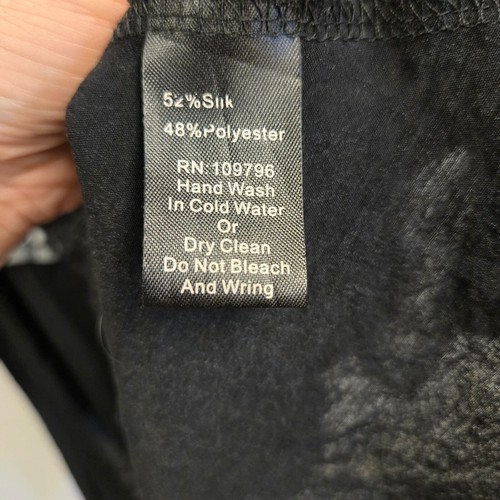 52%Silk
48%Polyester
RN 109796
Hand Wash
In Cold Water
Or
Dry Clean
Do Not Bleach
And Wring